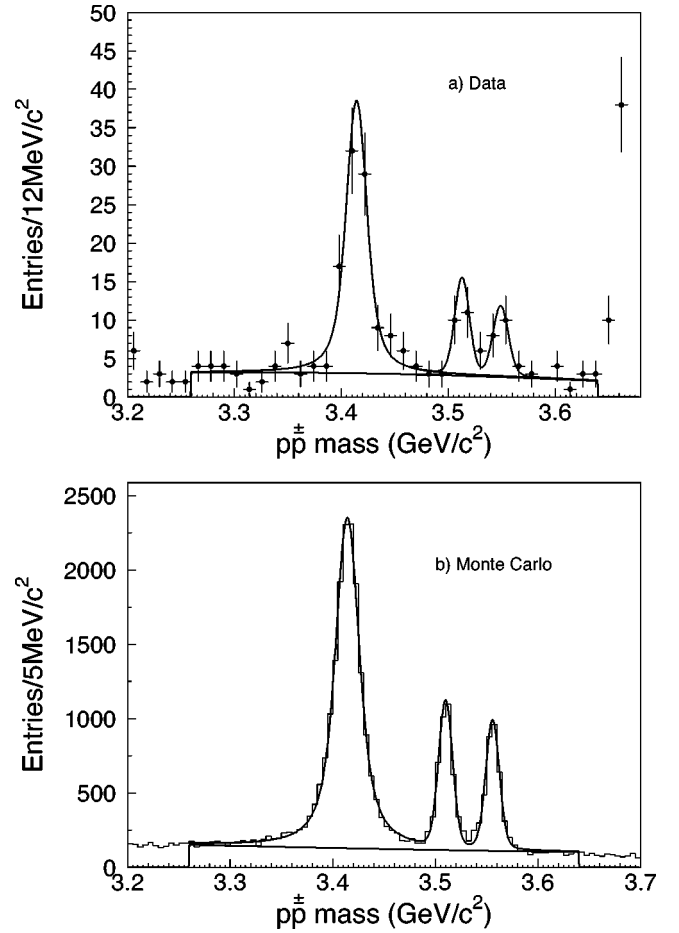 50
45
40
35
30
25
20
15
10
5
0
Entries/12MeV/c²
a) Data
3.2 3.3 3.4 3.5 3.6
pp̄± mass (GeV/c²)
2500
2000
1500
1000
500
0
Entries/5MeV/c²
b) Monte Carlo
3.2 3.3 3.4 3.5 3.6 3.7
pp̄± mass (GeV/c²)